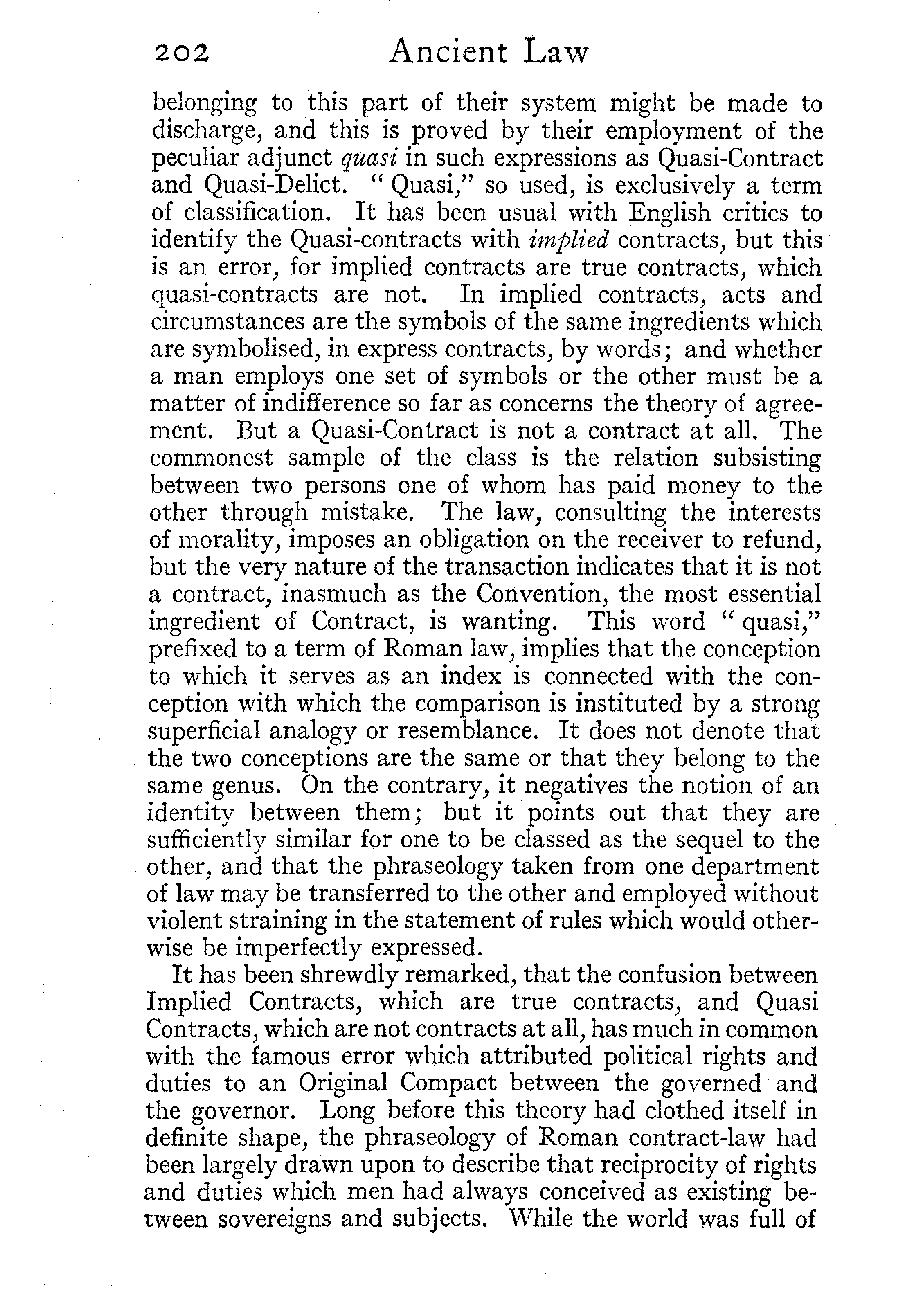 202 Ancient Law
belonging to this part of their system might be made to
discharge, and this is proved by their employment of the
peculiar adjunct quasi in such expressions as Quasi-Contract
and Quasi-Delict. “ Quasi,” so used, is exclusively a term
of classification. It has been usual with English critics to
identify the Quasi-contracts with implied contracts, but this
is an error, for implied contracts are true contracts, which
quasi-contracts are not. In implied contracts, acts and
circumstances are the symbols of the same ingredients which
are symbolised, in express contracts, by words; and whether
a man employs one set of symbols or the other must be a
matter of indifference so far as concerns the theory of agree-
ment. But a Quasi-Contract is not a contract at all. The
commonest sample of the class is the relation subsisting
between two persons one of whom has paid money to the
other through mistake. The law, consulting the interests
of morality, imposes an obligation on the receiver to refund,
but the very nature of the transaction indicates that it is not
a contract, inasmuch as the Convention, the most essential
ingredient of Contract, is wanting. This word “ quasi,”
prefixed to a term of Roman law, implies that the conception
to which it serves as an index is connected with the con-
ception with which the comparison is instituted by a strong
superficial analogy or resemblance. It does not denote that
the two conceptions are the same or that they belong to the
same genus. On the contrary, it negatives the notion of an
identity between them; but it points out that they are
sufficiently similar for one to be classed as the sequel to the
other, and that the phraseology taken from one department
of law may be transferred to the other and employed without
violent straining in the statement of rules which would other-
wise be imperfectly expressed.
It has been shrewdly remarked, that the confusion between
Implied Contracts, which are true contracts, and Quasi
Contracts, which are not contracts at all, has much in common
with the famous error which attributed political rights and
duties to an Original Compact between the governed and
the governor. Long before this theory had clothed itself in
definite shape, the phraseology of Roman contract-law had
been largely drawn upon to describe that reciprocity of rights
and duties which men had always conceived as existing be-
tween sovereigns and subjects. While the world was full of